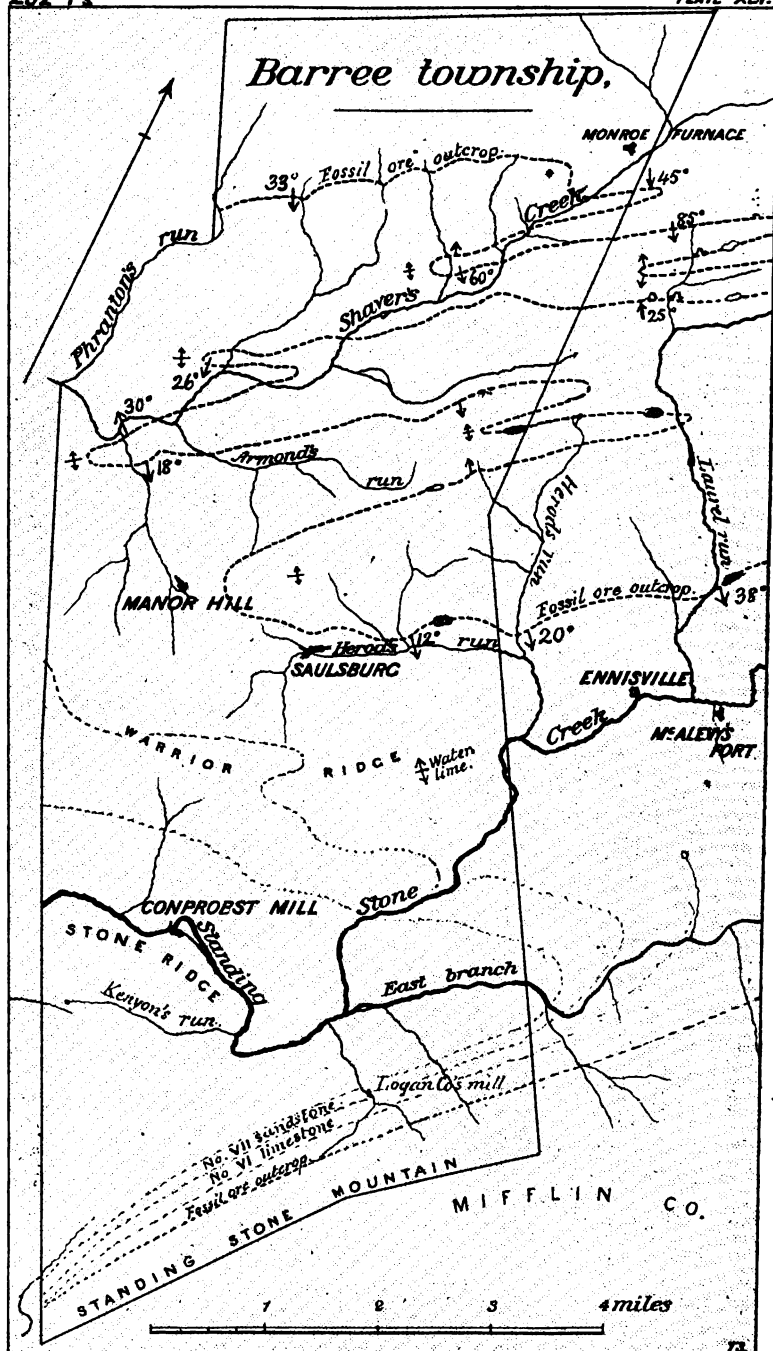 Barree township,
MONROE FURNACE
Fossil ore outcrop
33°
45°
Creek
85°
run
60°
Phranton's
Shaver's
25°
26°
30°
18°
Armond's
run
Herod's run
Laurel run
MANOR HILL
Fossil ore outcrop.
38°
Herod's 12° run
20°
SAULSBURG
ENNISVILLE
Creek
McALEVY'S
FORT
WARRIOR RIDGE
Water
lime.
CONPROBST MILL
Stone
Standing
STONE RIDGE
East branch
Kenyon's run.
Logan Co's mill
No VII sandstone
No VI limestone
Fossil ore outcrop.
STANDING STONE MOUNTAIN
MIFFLIN CO.
1 2 3 4 miles